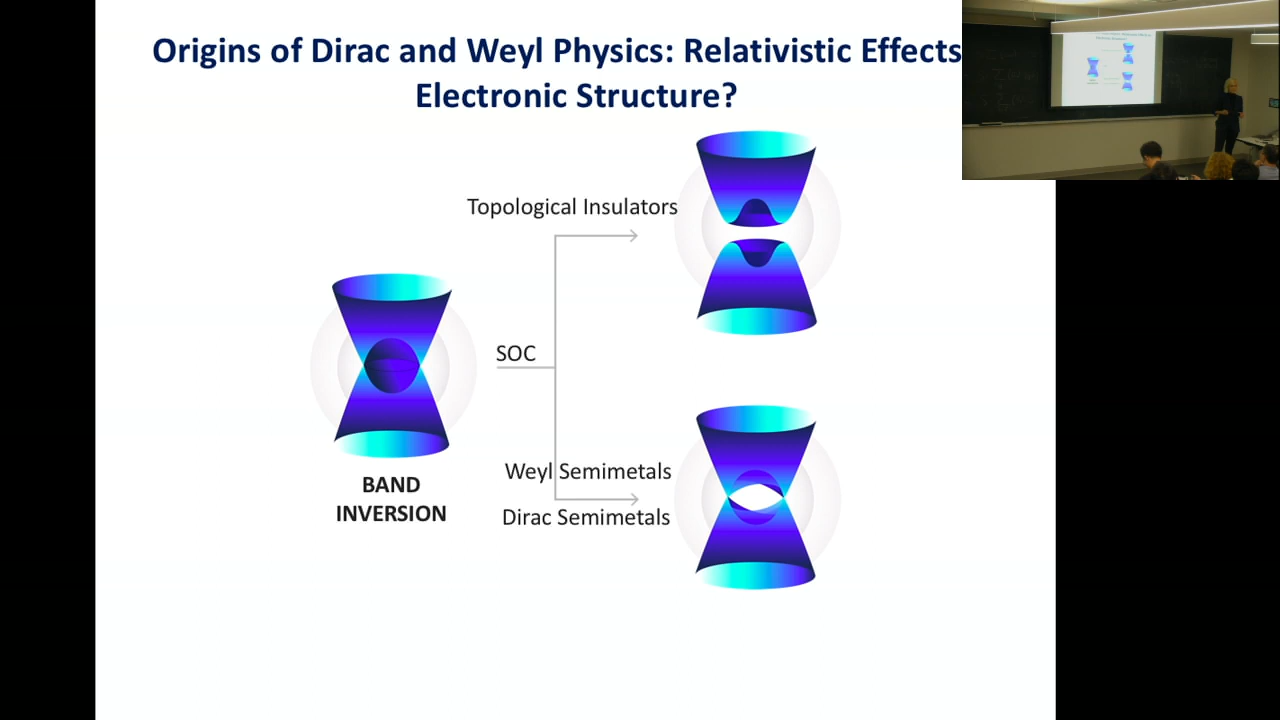 Origins of Dirac and Weyl Physics: Relativistic Effects
Electronic Structure?
Topological Insulators
SOC
Weyl Semimetals
Dirac Semimetals
BAND
INVERSION